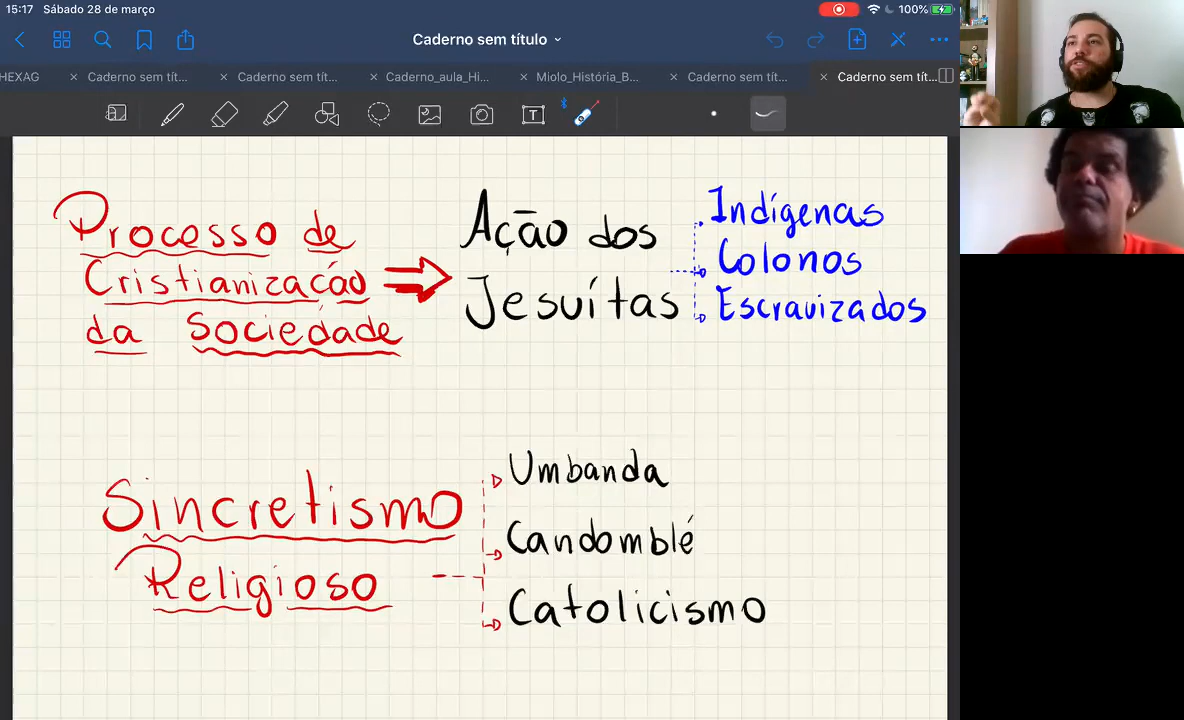 15:17 Sábado 28 de março 100%
Caderno sem título
HEXAG Caderno sem tít... Caderno sem tít... Caderno_aula_Hi... Miolo_História_B... Caderno sem tít... Caderno sem tít...
T
Processo de
Cristianização
da Sociedade
Ação dos
Jesuítas
Indígenas
Colonos
Escravizados
Sincretismo
Religioso
Umbanda
Candomblé
Catolicismo